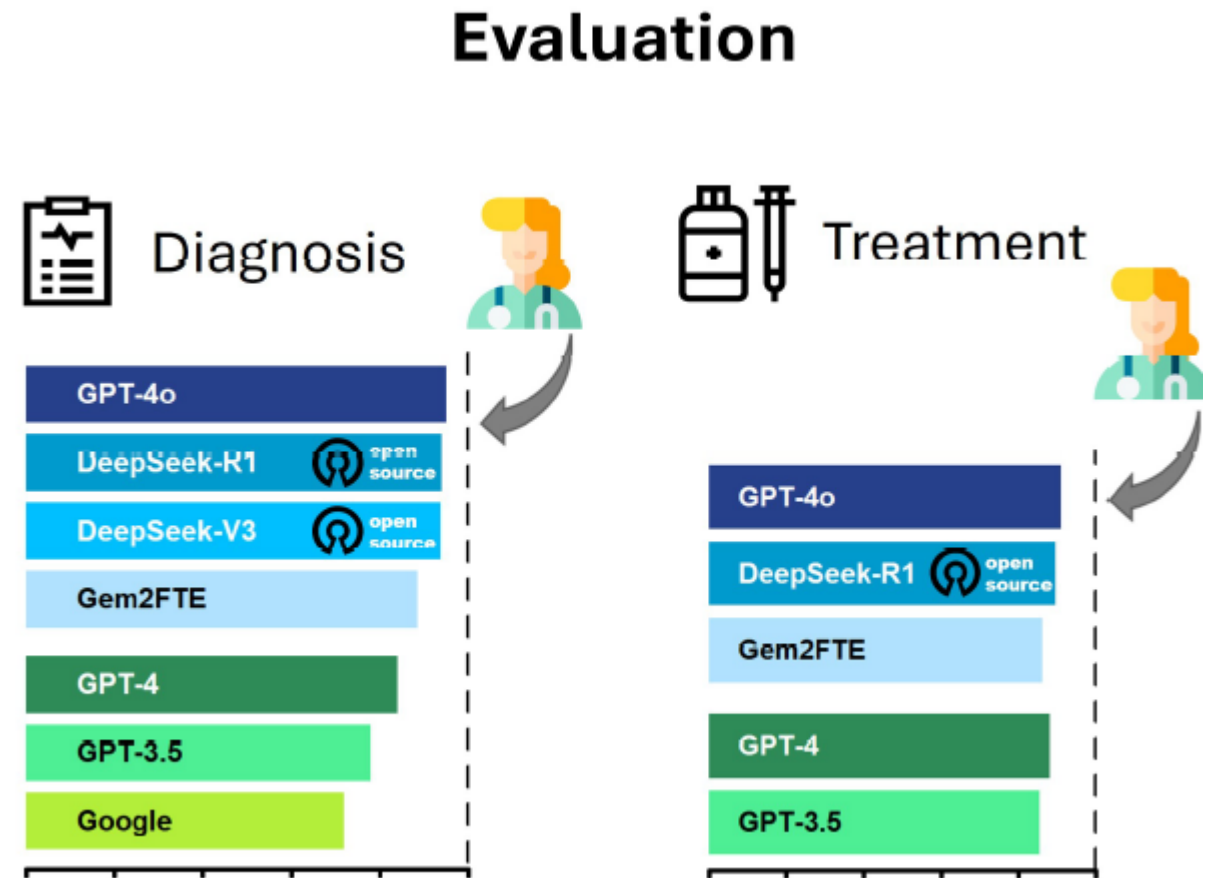 Evaluation
Diagnosis
GPT-4o
DeepSeek-R1 open source
DeepSeek-V3 open source
Gem2FTE
GPT-4
GPT-3.5
Google
Treatment
GPT-4o
DeepSeek-R1 open source
Gem2FTE
GPT-4
GPT-3.5